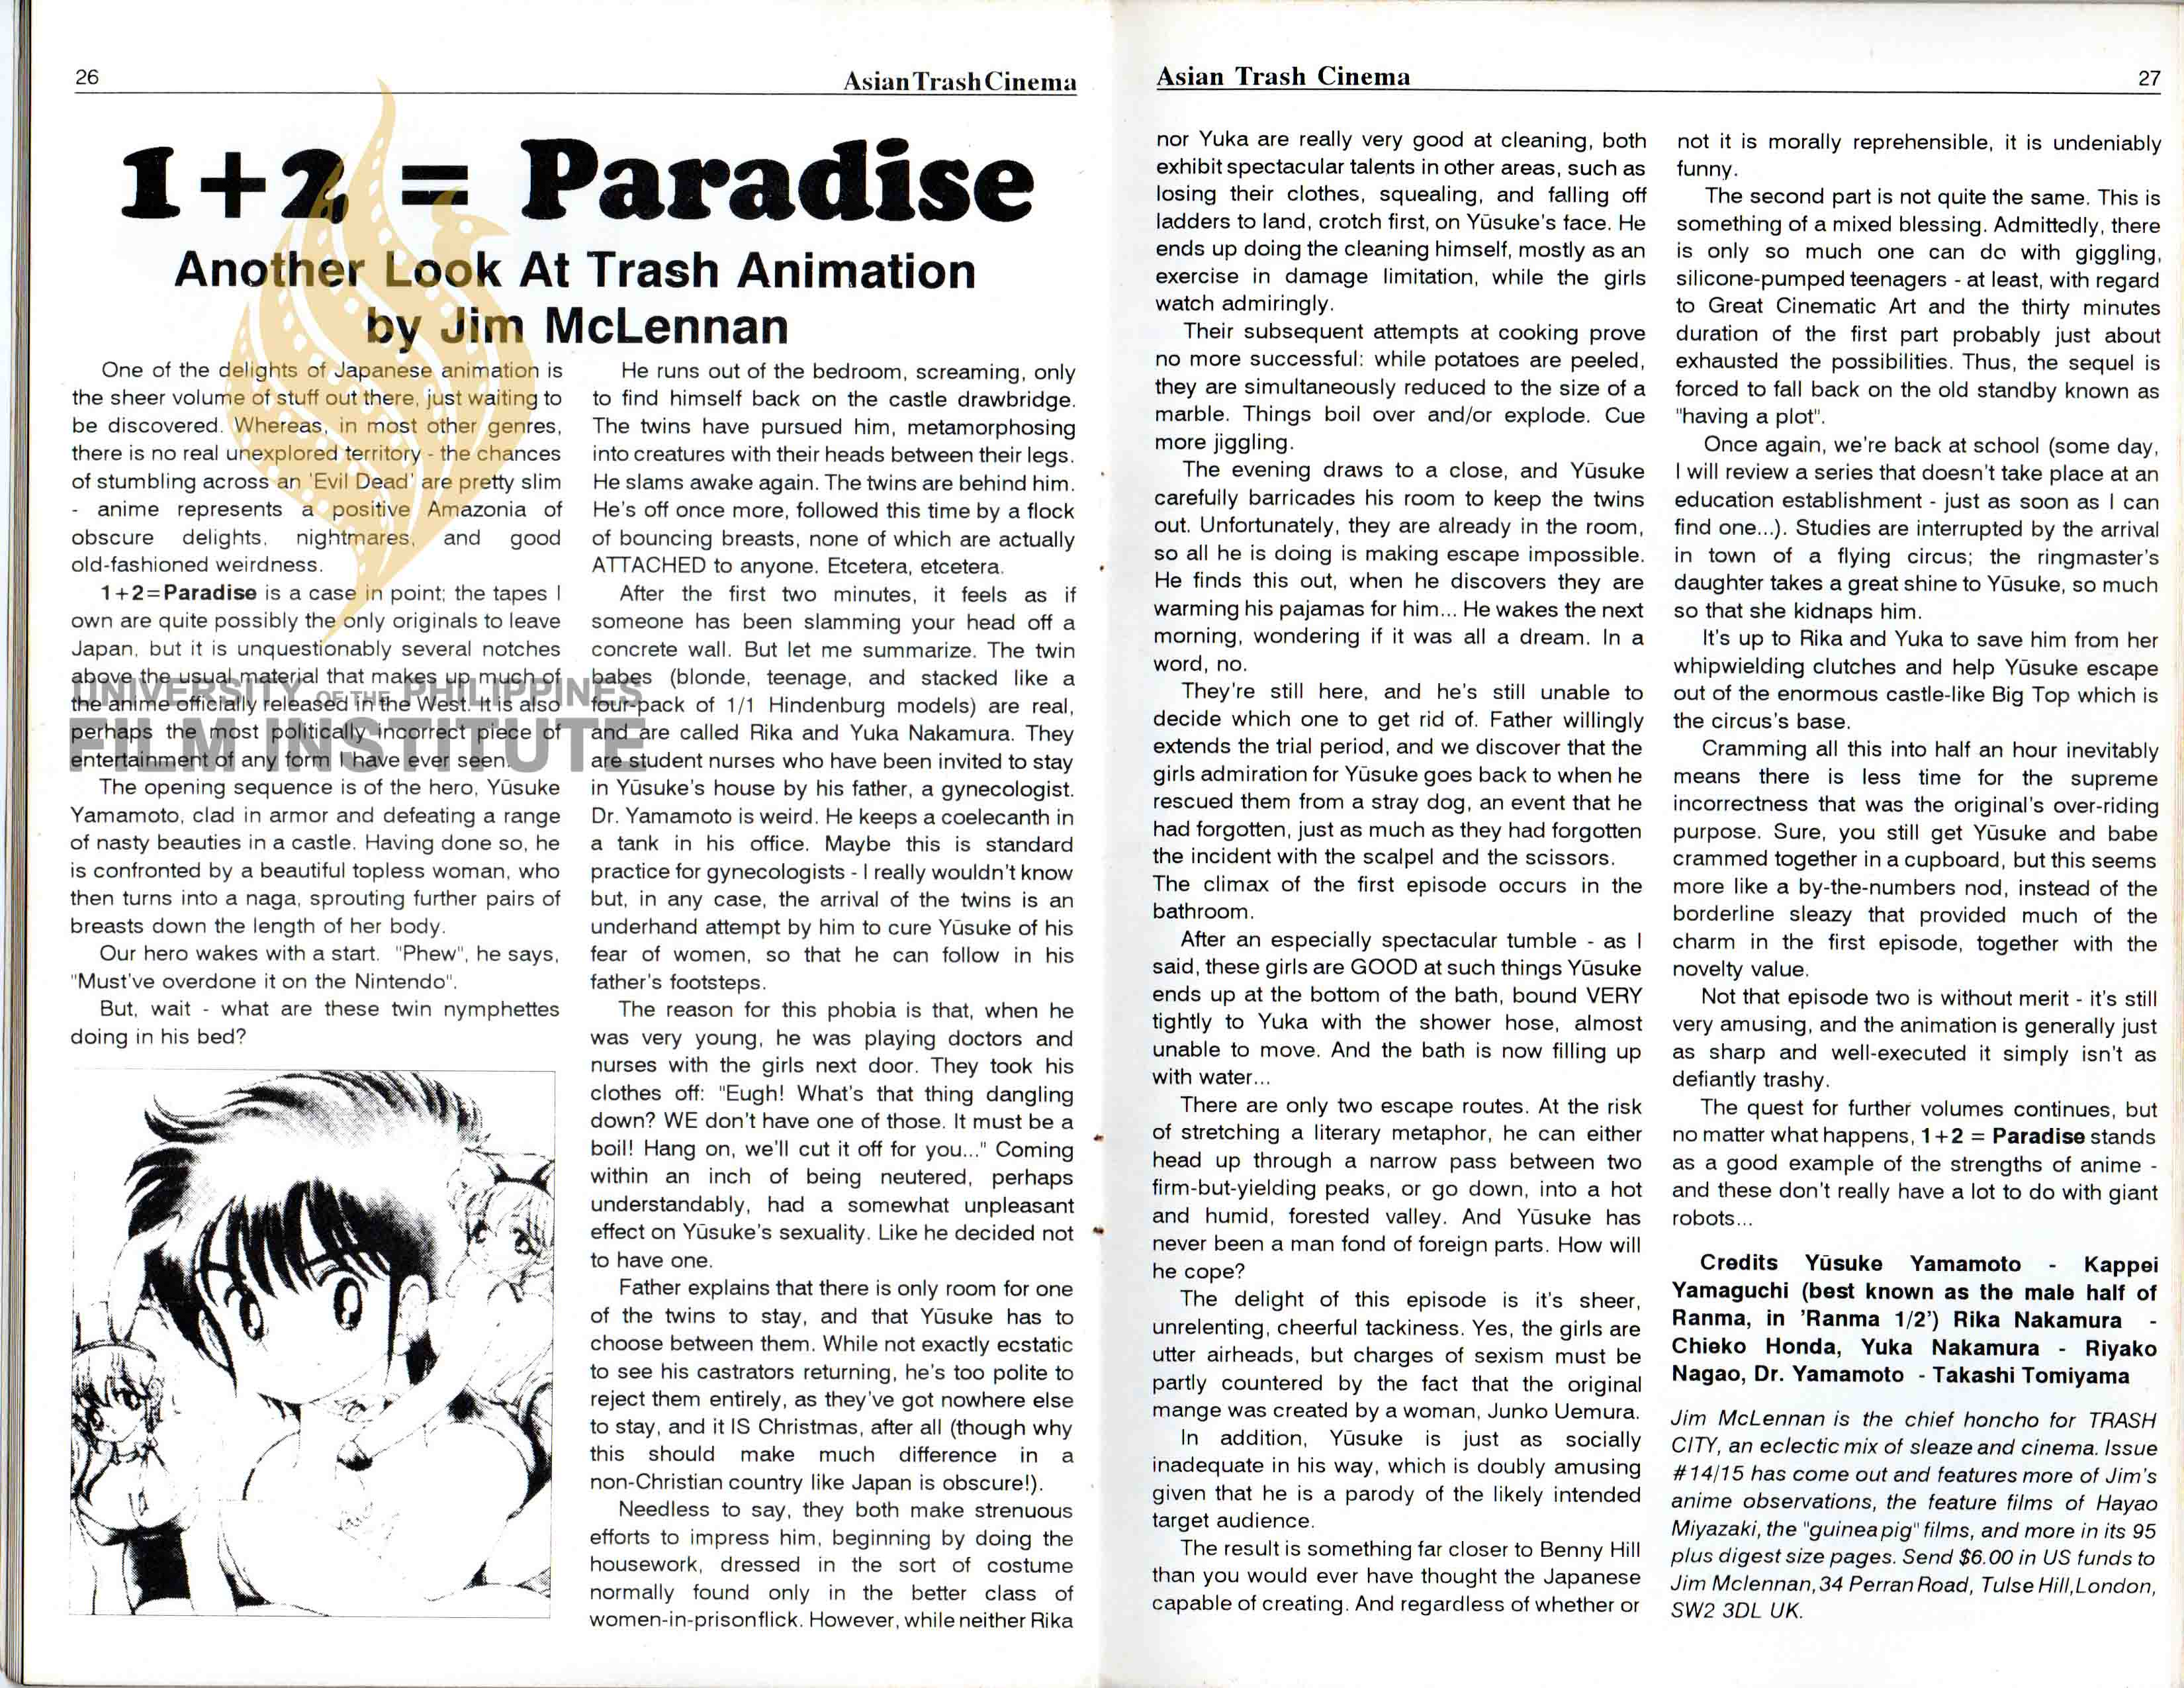 26
Asian Trash Cinema
1+2 = Paradise
Another Look At Trash Animation
by Jim McLennan
One of the delights of Japanese animation is
the sheer volume of stuff out there, just waiting to
be discovered. Whereas, in most other genres,
there is no real unexplored territory - the chances
of stumbling across an 'Evil Dead' are pretty slim
- anime represents a positive Amazonia of
obscure delights, nightmares, and good
old-fashioned weirdness.
1+2=Paradise is a case in point; the tapes I
own are quite possibly the only originals to leave
Japan, but it is unquestionably several notches
above the usual material that makes up much of
the anime officially released in the West. It is also
perhaps the most politically incorrect piece of
entertainment of any form I have ever seen.
UNIVERSITY OF THE PHILIPPINES
FILM INSTITUTE
The opening sequence is of the hero, Yūsuke
Yamamoto, clad in armor and defeating a range
of nasty beauties in a castle. Having done so, he
is confronted by a beautiful topless woman, who
then turns into a naga, sprouting further pairs of
breasts down the length of her body.
Our hero wakes with a start. "Phew", he says,
"Must've overdone it on the Nintendo".
But, wait - what are these twin nymphettes
doing in his bed?
He runs out of the bedroom, screaming, only
to find himself back on the castle drawbridge.
The twins have pursued him, metamorphosing
into creatures with their heads between their legs.
He slams awake again. The twins are behind him.
He's off once more, followed this time by a flock
of bouncing breasts, none of which are actually
ATTACHED to anyone. Etcetera, etcetera.
After the first two minutes, it feels as if
someone has been slamming your head off a
concrete wall. But let me summarize. The twin
babes (blonde, teenage, and stacked like a
four-pack of 1/1 Hindenburg models) are real,
and are called Rika and Yuka Nakamura. They
are student nurses who have been invited to stay
in Yūsuke's house by his father, a gynecologist.
Dr. Yamamoto is weird. He keeps a coelecanth in
a tank in his office. Maybe this is standard
practice for gynecologists - I really wouldn't know
but, in any case, the arrival of the twins is an
underhand attempt by him to cure Yūsuke of his
fear of women, so that he can follow in his
father's footsteps.
The reason for this phobia is that, when he
was very young, he was playing doctors and
nurses with the girls next door. They took his
clothes off: "Eugh! What's that thing dangling
down? WE don't have one of those. It must be a
boil! Hang on, we'll cut it off for you..." Coming
within an inch of being neutered, perhaps
understandably, had a somewhat unpleasant
effect on Yūsuke's sexuality. Like he decided not
to have one.
Father explains that there is only room for one
of the twins to stay, and that Yūsuke has to
choose between them. While not exactly ecstatic
to see his castrators returning, he's too polite to
reject them entirely, as they've got nowhere else
to stay, and it IS Christmas, after all (though why
this should make much difference in a
non-Christian country like Japan is obscure!).
Needless to say, they both make strenuous
efforts to impress him, beginning by doing the
housework, dressed in the sort of costume
normally found only in the better class of
women-in-prisonflick. However, while neither Rika
Asian Trash Cinema
27
nor Yuka are really very good at cleaning, both
exhibit spectacular talents in other areas, such as
losing their clothes, squealing, and falling off
ladders to land, crotch first, on Yūsuke's face. He
ends up doing the cleaning himself, mostly as an
exercise in damage limitation, while the girls
watch admiringly.
Their subsequent attempts at cooking prove
no more successful: while potatoes are peeled,
they are simultaneously reduced to the size of a
marble. Things boil over and/or explode. Cue
more jiggling.
The evening draws to a close, and Yūsuke
carefully barricades his room to keep the twins
out. Unfortunately, they are already in the room,
so all he is doing is making escape impossible.
He finds this out, when he discovers they are
warming his pajamas for him... He wakes the next
morning, wondering if it was all a dream. In a
word, no.
They're still here, and he's still unable to
decide which one to get rid of. Father willingly
extends the trial period, and we discover that the
girls admiration for Yūsuke goes back to when he
rescued them from a stray dog, an event that he
had forgotten, just as much as they had forgotten
the incident with the scalpel and the scissors.
The climax of the first episode occurs in the
bathroom.
After an especially spectacular tumble - as I
said, these girls are GOOD at such things Yūsuke
ends up at the bottom of the bath, bound VERY
tightly to Yuka with the shower hose, almost
unable to move. And the bath is now filling up
with water...
There are only two escape routes. At the risk
of stretching a literary metaphor, he can either
head up through a narrow pass between two
firm-but-yielding peaks, or go down, into a hot
and humid, forested valley. And Yūsuke has
never been a man fond of foreign parts. How will
he cope?
The delight of this episode is it's sheer,
unrelenting, cheerful tackiness. Yes, the girls are
utter airheads, but charges of sexism must be
partly countered by the fact that the original
mange was created by a woman, Junko Uemura.
In addition, Yūsuke is just as socially
inadequate in his way, which is doubly amusing
given that he is a parody of the likely intended
target audience.
The result is something far closer to Benny Hill
than you would ever have thought the Japanese
capable of creating. And regardless of whether or
not it is morally reprehensible, it is undeniably
funny.
The second part is not quite the same. This is
something of a mixed blessing. Admittedly, there
is only so much one can do with giggling,
silicone-pumped teenagers - at least, with regard
to Great Cinematic Art and the thirty minutes
duration of the first part probably just about
exhausted the possibilities. Thus, the sequel is
forced to fall back on the old standby known as
"having a plot".
Once again, we're back at school (some day,
I will review a series that doesn't take place at an
education establishment - just as soon as I can
find one...). Studies are interrupted by the arrival
in town of a flying circus; the ringmaster's
daughter takes a great shine to Yūsuke, so much
so that she kidnaps him.
It's up to Rika and Yuka to save him from her
whipwielding clutches and help Yūsuke escape
out of the enormous castle-like Big Top which is
the circus's base.
Cramming all this into half an hour inevitably
means there is less time for the supreme
incorrectness that was the original's over-riding
purpose. Sure, you still get Yūsuke and babe
crammed together in a cupboard, but this seems
more like a by-the-numbers nod, instead of the
borderline sleazy that provided much of the
charm in the first episode, together with the
novelty value.
Not that episode two is without merit - it's still
very amusing, and the animation is generally just
as sharp and well-executed it simply isn't as
defiantly trashy.
The quest for further volumes continues, but
no matter what happens, 1+2 = Paradise stands
as a good example of the strengths of anime -
and these don't really have a lot to do with giant
robots...
Credits Yūsuke Yamamoto - Kappei
Yamaguchi (best known as the male half of
Ranma, in 'Ranma 1/2') Rika Nakamura -
Chieko Honda, Yuka Nakamura - Riyako
Nagao, Dr. Yamamoto - Takashi Tomiyama
Jim McLennan is the chief honcho for TRASH
CITY, an eclectic mix of sleaze and cinema. Issue
#14/15 has come out and features more of Jim's
anime observations, the feature films of Hayao
Miyazaki, the "guinea pig" films, and more in its 95
plus digest size pages. Send $6.00 in US funds to
Jim Mclennan, 34 Perran Road, Tulse Hill, London,
SW2 3DL UK.